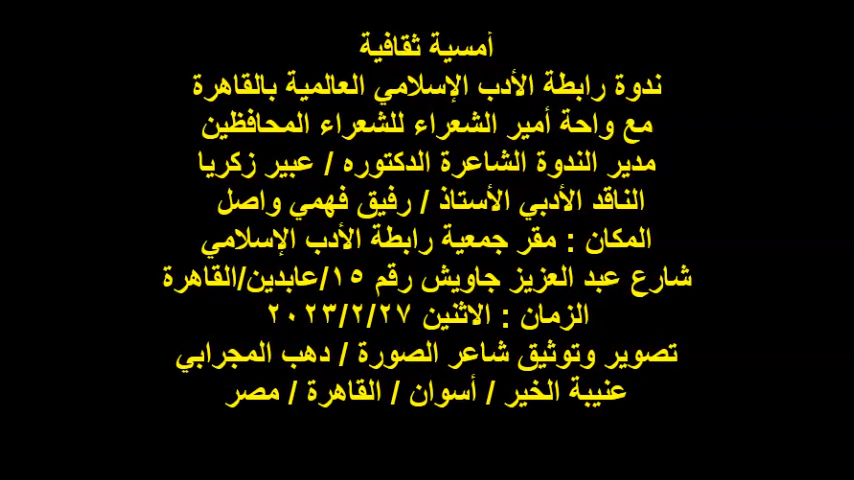 أمسية ثقافية
ندوة رابطة الأدب الإسلامي العالمية بالقاهرة
مع واحة أمير الشعراء للشعراء المحافظين
مدير الندوة الشاعرة الدكتوره / عبير زكريا
الناقد الأدبي الأستاذ / رفيق فهمي واصل
المكان : مقر جمعية رابطة الأدب الإسلامي
شارع عبد العزيز جاويش رقم ١٥/عابدين/القاهرة
الزمان : الاثنين ٢٠٢٣/٢/٢٧
تصوير وتوثيق شاعر الصورة / دهب المجرابي
عنيبة الخير / أسوان / القاهرة / مصر